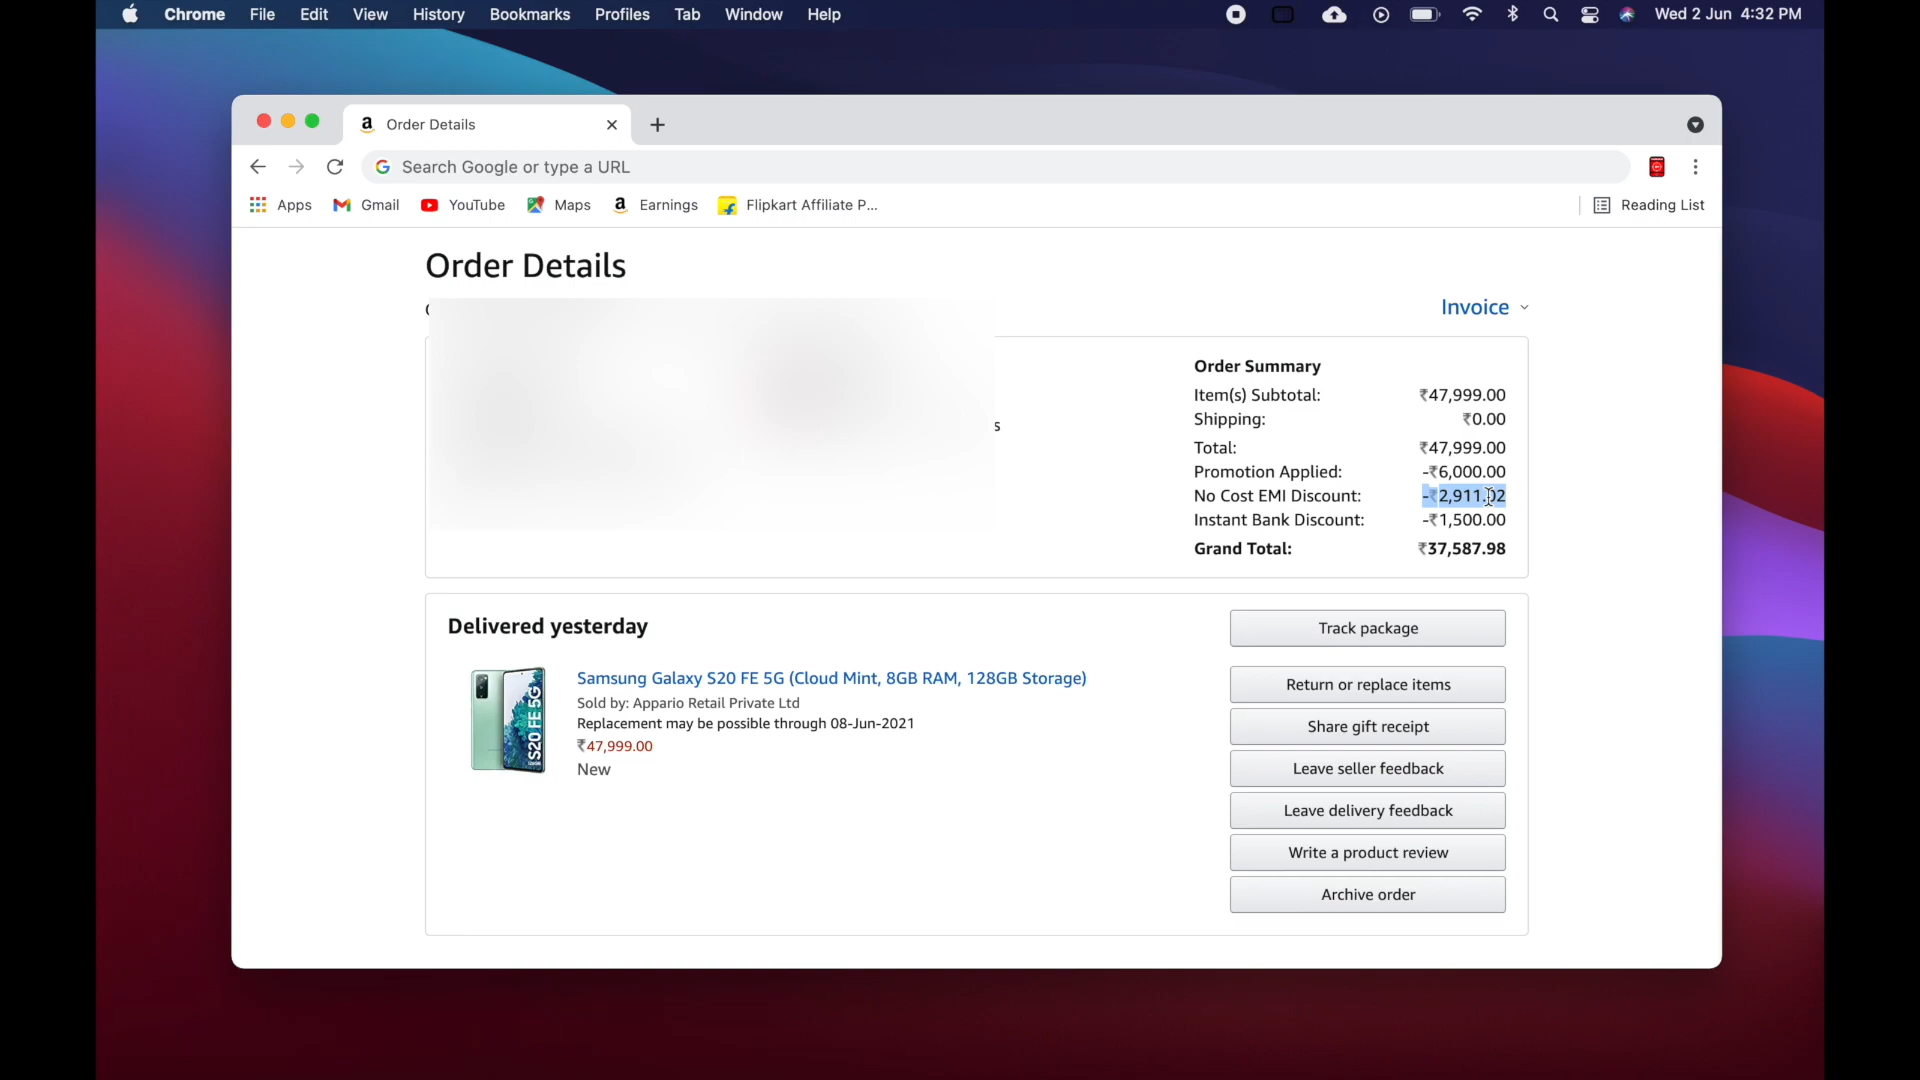 Chrome File Edit View History Bookmarks Profiles Tab Window Help Wed 2 Jun 4:32 PM
Order Details
Search Google or type a URL
Apps Gmail YouTube Maps Earnings Flipkart Affiliate P... Reading List
Order Details
Invoice
Order Summary
Item(s) Subtotal: ₹47,999.00
Shipping: ₹0.00
Total: ₹47,999.00
Promotion Applied: -₹6,000.00
No Cost EMI Discount: -₹2,911.02
Instant Bank Discount: -₹1,500.00
Grand Total: ₹37,587.98
Delivered yesterday
Track package
Samsung Galaxy S20 FE 5G (Cloud Mint, 8GB RAM, 128GB Storage)
Sold by: Appario Retail Private Ltd
Replacement may be possible through 08-Jun-2021
₹47,999.00
New
S20 FE 5G
Return or replace items
Share gift receipt
Leave seller feedback
Leave delivery feedback
Write a product review
Archive order